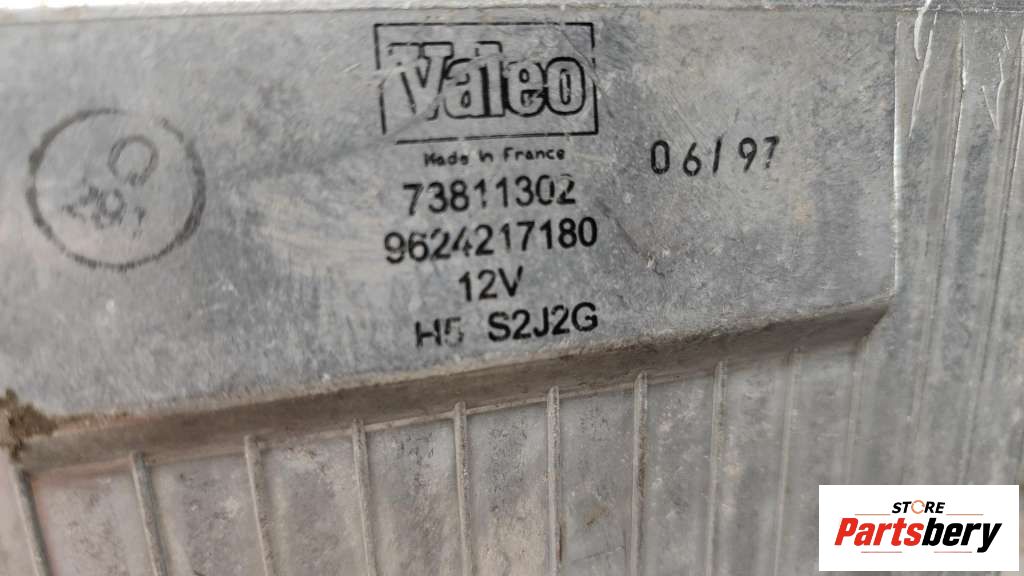 Valeo
Made in France
06/97
73811302
9624217180
12V
H5 S2J2G
STORE
Partsbery